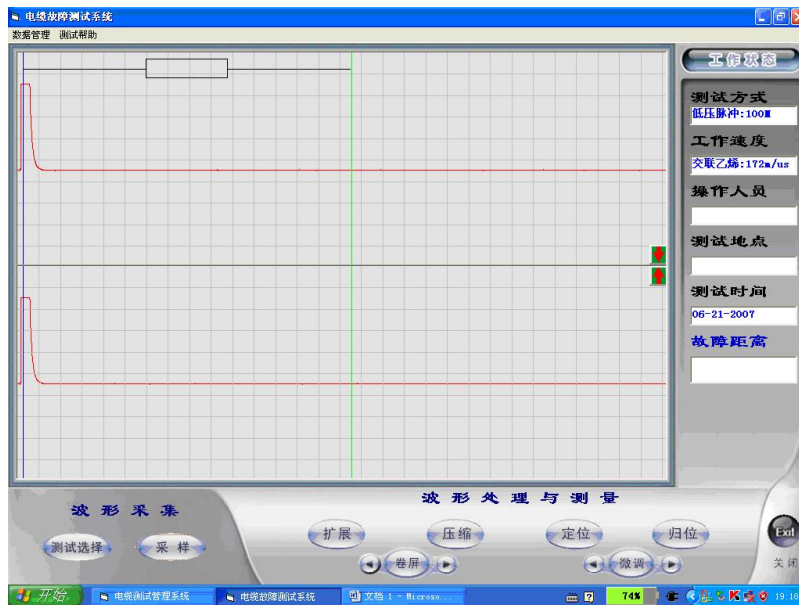 电缆故障测试系统
数据管理 测试帮助
工作状态
测试方式
低压脉冲:100M
工作速度
交联乙烯:172m/us
操作人员
测试地点
测试时间
06-21-2007
故障距离
波形采集
测试选择
采样
波形处理与测量
扩展
压缩
定位
归位
卷屏
微调
Exit
关闭
开始
电缆测试管理系统
电缆故障测试系统
文档 1 - Microso...
74%
19:18